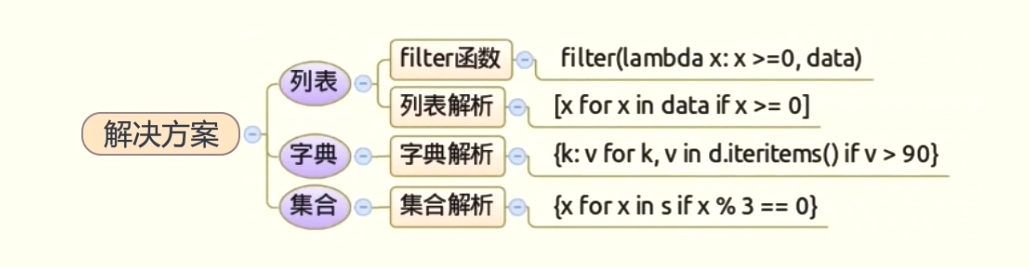 解决方案
列表
filter函数
filter(lambda x: x >=0, data)
列表解析
[x for x in data if x >= 0]
字典
字典解析
{k: v for k, v in d.iteritems() if v > 90}
集合
集合解析
{x for x in s if x % 3 == 0}